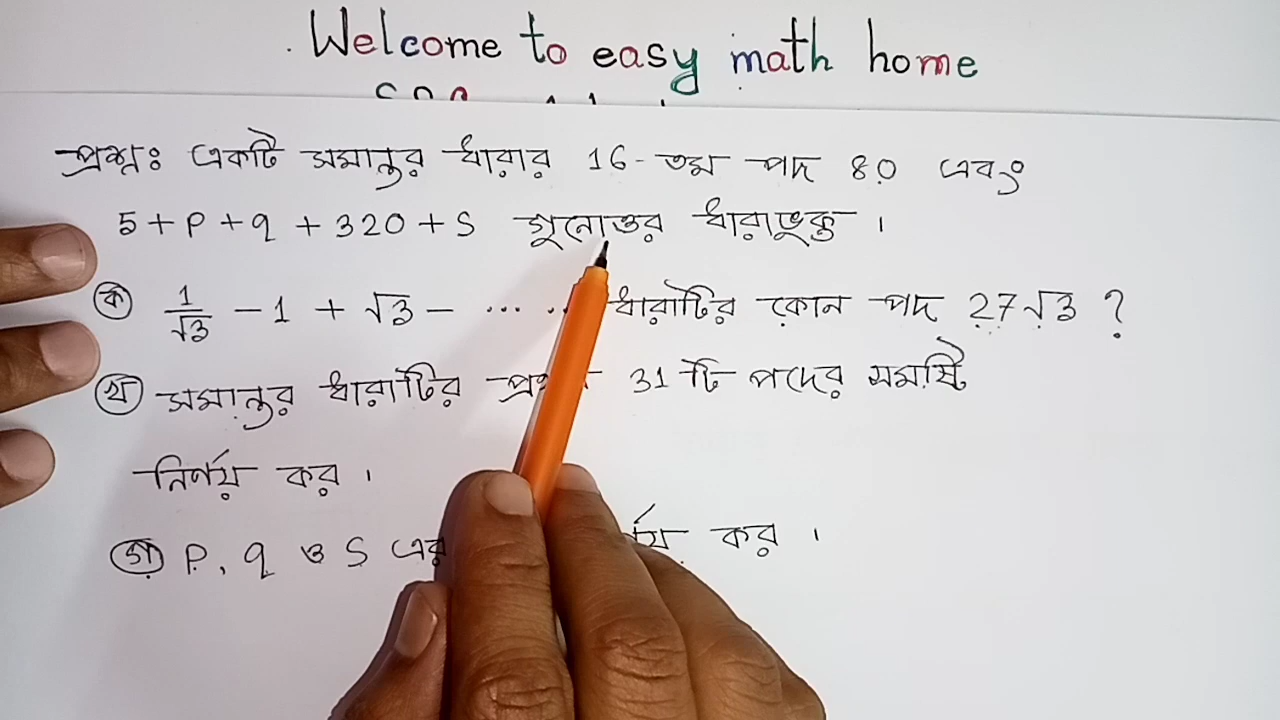 Welcome to easy math home
প্রশ্নঃ একটি সমান্তর ধারার 16-তম পদ 80 এবং
5 + P + q + 320 + S গুনোত্তর ধারাভুক্ত ।
ক 1/√3 - 1 + √3 - ... .. ধারাটির কোন পদ 27√3 ?
খ সমান্তর ধারাটির 31 টি পদের সমষ্টি
নির্ণয় কর ।
গ P, q ও S এর কর ।